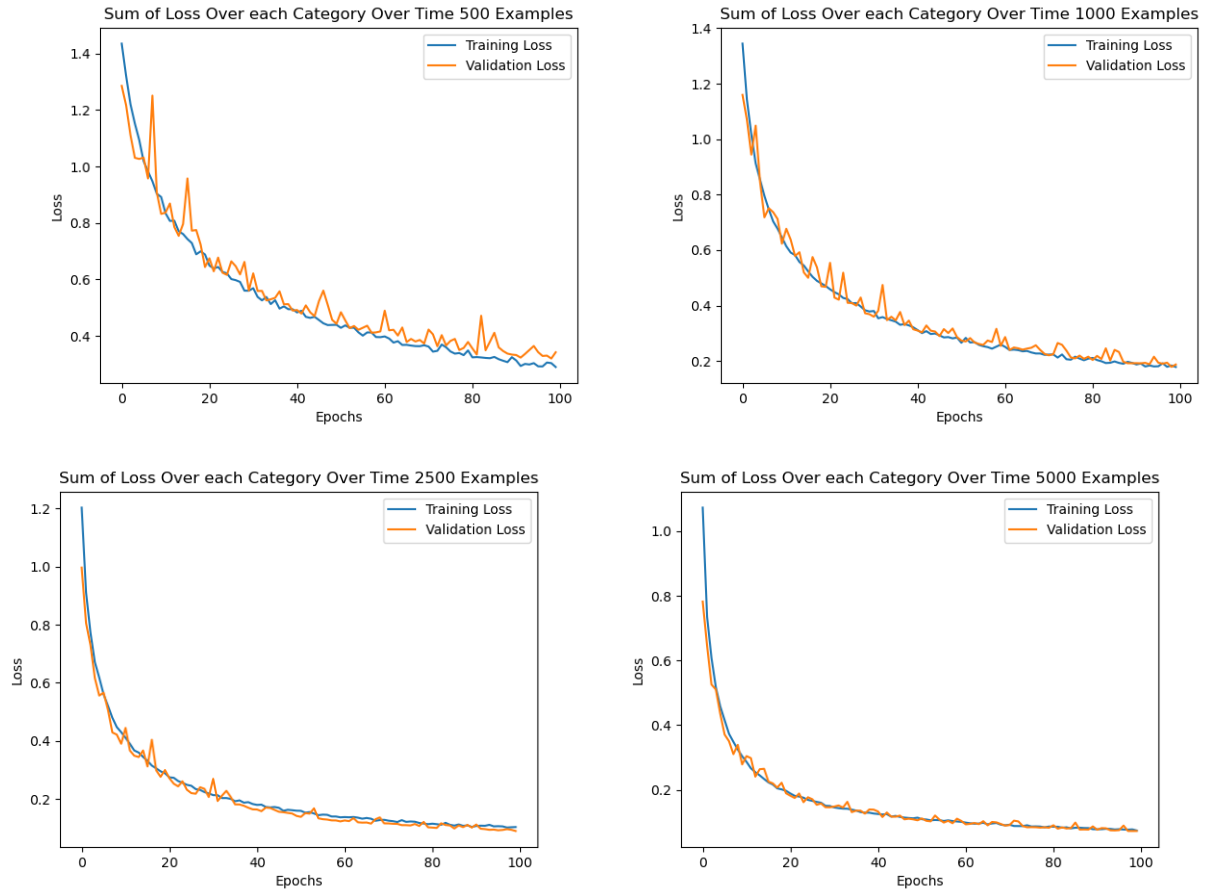 Sum of Loss Over each Category Over Time 500 Examples
1.4
1.2
1.0
0.8
0.6
0.4
Loss
Training Loss
Validation Loss
0 20 40 60 80 100
Epochs
Sum of Loss Over each Category Over Time 1000 Examples
1.4
1.2
1.0
0.8
0.6
0.4
0.2
Loss
Training Loss
Validation Loss
0 20 40 60 80 100
Epochs
Sum of Loss Over each Category Over Time 2500 Examples
1.2
1.0
0.8
0.6
0.4
0.2
Loss
Training Loss
Validation Loss
0 20 40 60 80 100
Epochs
Sum of Loss Over each Category Over Time 5000 Examples
1.0
0.8
0.6
0.4
0.2
Loss
Training Loss
Validation Loss
0 20 40 60 80 100
Epochs